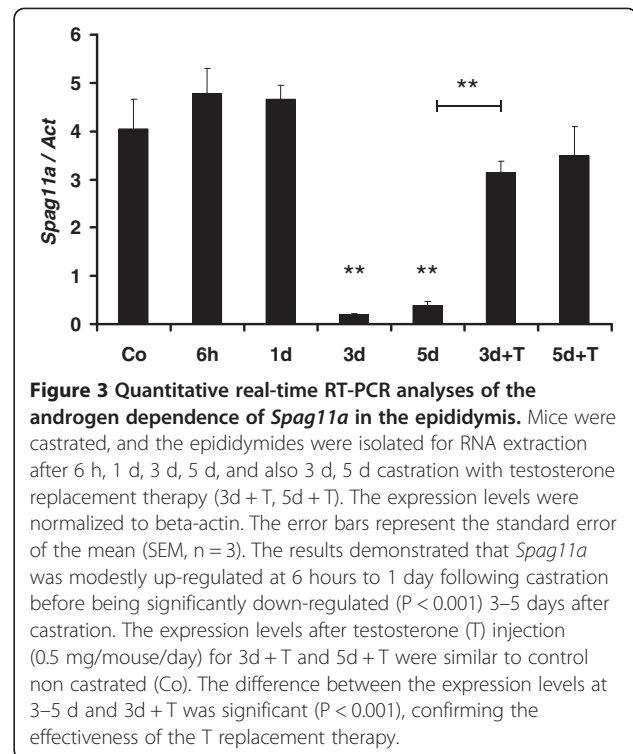 6
5
4
3
2
1
0
Spag11a / Act
**
**
**
Co 6h 1d 3d 5d 3d+T 5d+T
Figure 3 Quantitative real-time RT-PCR analyses of the
androgen dependence of Spag11a in the epididymis. Mice were
castrated, and the epididymides were isolated for RNA extraction
after 6 h, 1 d, 3 d, 5 d, and also 3 d, 5 d castration with testosterone
replacement therapy (3d + T, 5d + T). The expression levels were
normalized to beta-actin. The error bars represent the standard error
of the mean (SEM, n = 3). The results demonstrated that Spag11a
was modestly up-regulated at 6 hours to 1 day following castration
before being significantly down-regulated (P < 0.001) 3–5 days after
castration. The expression levels after testosterone (T) injection
(0.5 mg/mouse/day) for 3d + T and 5d + T were similar to control
non castrated (Co). The difference between the expression levels at
3–5 d and 3d + T was significant (P < 0.001), confirming the
effectiveness of the T replacement therapy.